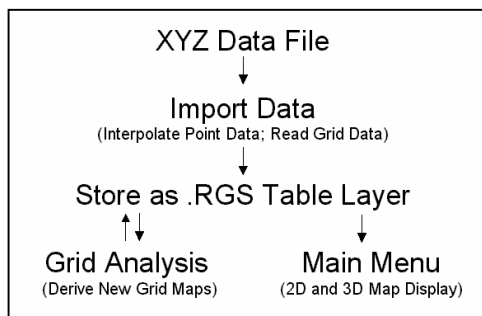 XYZ Data File
Import Data
(Interpolate Point Data; Read Grid Data)
Store as .RGS Table Layer
Grid Analysis
(Derive New Grid Maps)
Main Menu
(2D and 3D Map Display)